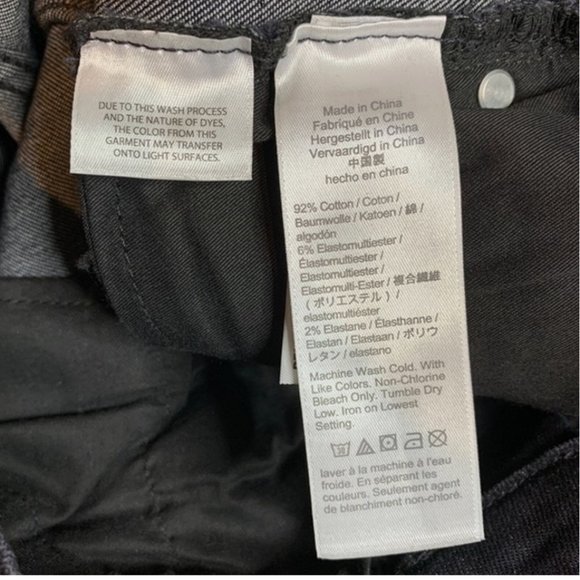 DUE TO THIS WASH PROCESS
AND THE NATURE OF DYES,
THE COLOR FROM THIS
GARMENT MAY TRANSFER
ONTO LIGHT SURFACES.
Made in China
Fabriqué en Chine
Hergestellt in China
Vervaardigd in China
中国製
hecho en china
92% Cotton / Coton /
Baumwolle / Katoen / 綿 /
algodón
6% Elastomultiester /
Élastomultiester /
Elastomultiester /
Elastomulti-Ester / 複合繊維
(ポリエステル) /
elastomultiéster
2% Elastane / Élasthanne /
Elastan / Elastaan / ポリウ
レタン / elastano
Machine Wash Cold. With
Like Colors. Non-Chlorine
Bleach Only. Tumble Dry
Low. Iron on Lowest
Setting.
30
laver à la machine à l'eau
froide. En séparant les
couleurs. Seulement agent
de blanchiment non-chloré.